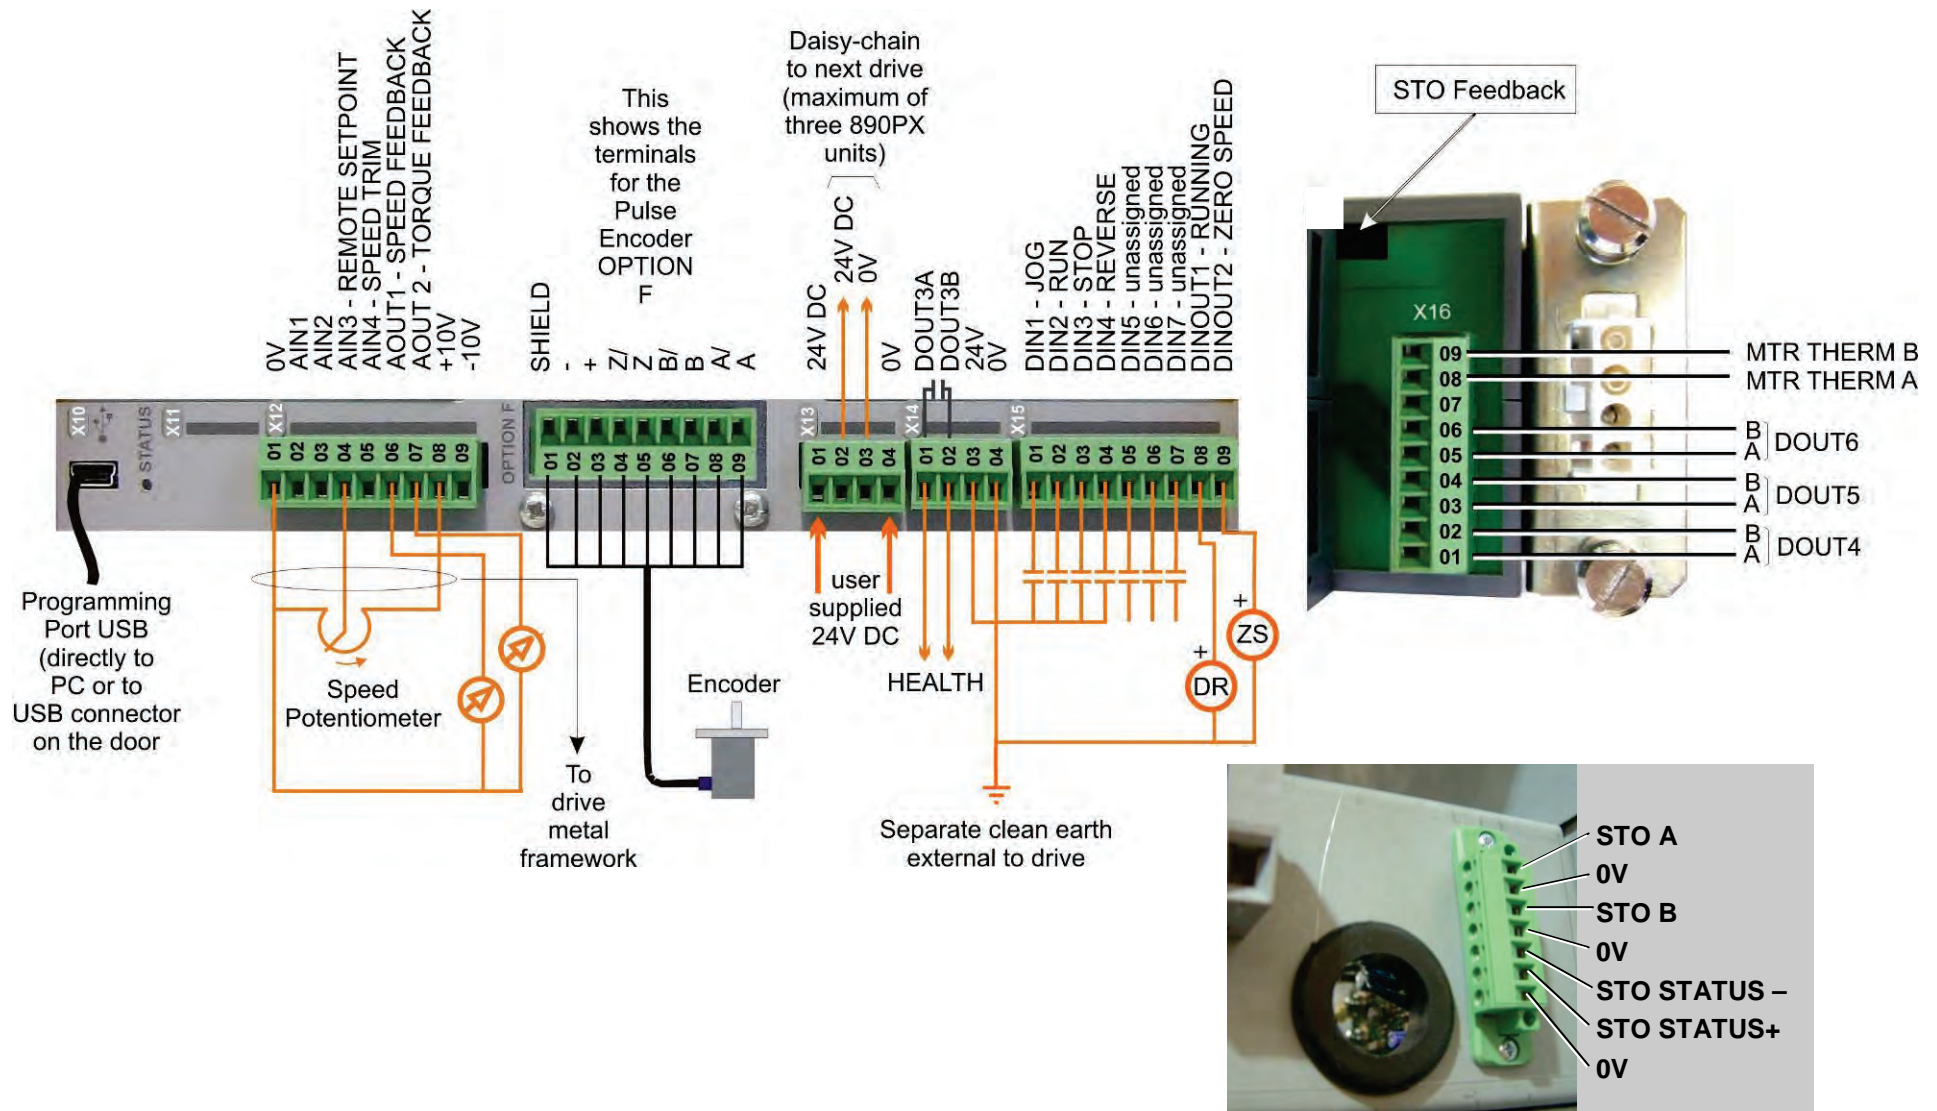 0V
AIN1
AIN2
AIN3 - REMOTE SETPOINT
AIN4 - SPEED TRIM
AOUT1 - SPEED FEEDBACK
AOUT 2 - TORQUE FEEDBACK
+10V
-10V
This
shows the
terminals
for the
Pulse
Encoder
OPTION
F
SHIELD
-
+
Z/
Z
B/
B
A/
A
Daisy-chain
to next drive
(maximum of
three 890PX
units)
24V DC
24V DC
0V
0V
DOUT3A
DOUT3B
24V
0V
DIN1 - JOG
DIN2 - RUN
DIN3 - STOP
DIN4 - REVERSE
DIN5 - unassigned
DIN6 - unassigned
DIN7 - unassigned
DINOUT1 - RUNNING
DINOUT2 - ZERO SPEED
X10
STATUS
X11
X12
01 02 03 04 05 06 07 08 09
OPTION F
01 02 03 04 05 06 07 08 09
X13
01 02 03 04
X14
01 02 03 04
X15
01 02 03 04 05 06 07 08 09
Programming
Port USB
(directly to
PC or to
USB connector
on the door
Speed
Potentiometer
To
drive
metal
framework
Encoder
user
supplied
24V DC
HEALTH
+
DR
+
ZS
Separate clean earth
external to drive
STO Feedback
X16
09 MTR THERM B
08 MTR THERM A
07
06 B
05 A
DOUT6
04 B
03 A
DOUT5
02 B
01 A
DOUT4
STO A
0V
STO B
0V
STO STATUS –
STO STATUS+
0V